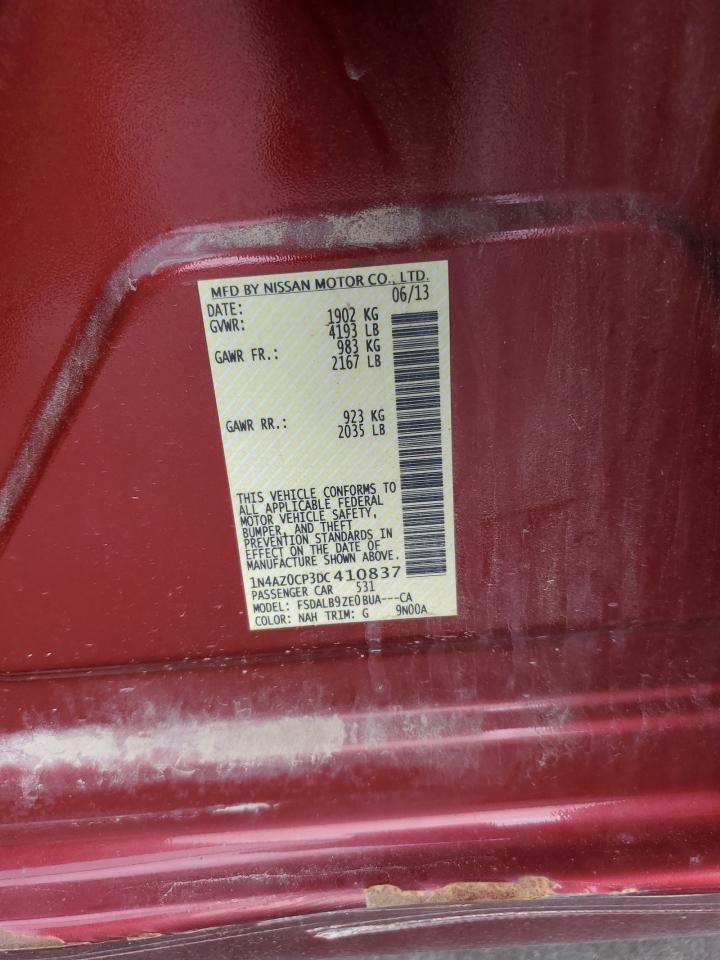 MFD BY NISSAN MOTOR CO., LTD.
DATE: 06/13
GVWR: 1902 KG
4193 LB
GAWR FR.: 983 KG
2167 LB
GAWR RR.: 923 KG
2035 LB
THIS VEHICLE CONFORMS TO
ALL APPLICABLE FEDERAL
MOTOR VEHICLE SAFETY,
BUMPER, AND THEFT
PREVENTION STANDARDS IN
EFFECT ON THE DATE OF
MANUFACTURE SHOWN ABOVE.
1N4AZ0CP3DC410837
PASSENGER CAR 531
MODEL: FSDALB9ZE0BUA---CA
COLOR: NAH TRIM: G 9N00A